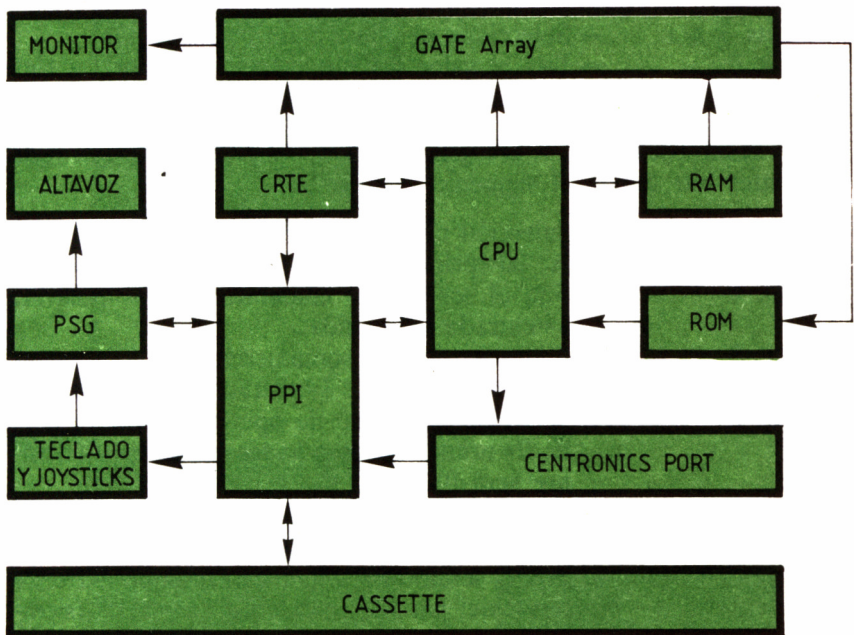 MONITOR
GATE Array
ALTAVOZ
CRTE
CPU
RAM
PSG
PPI
ROM
TECLADO
Y JOYSTICKS
CENTRONICS PORT
CASSETTE